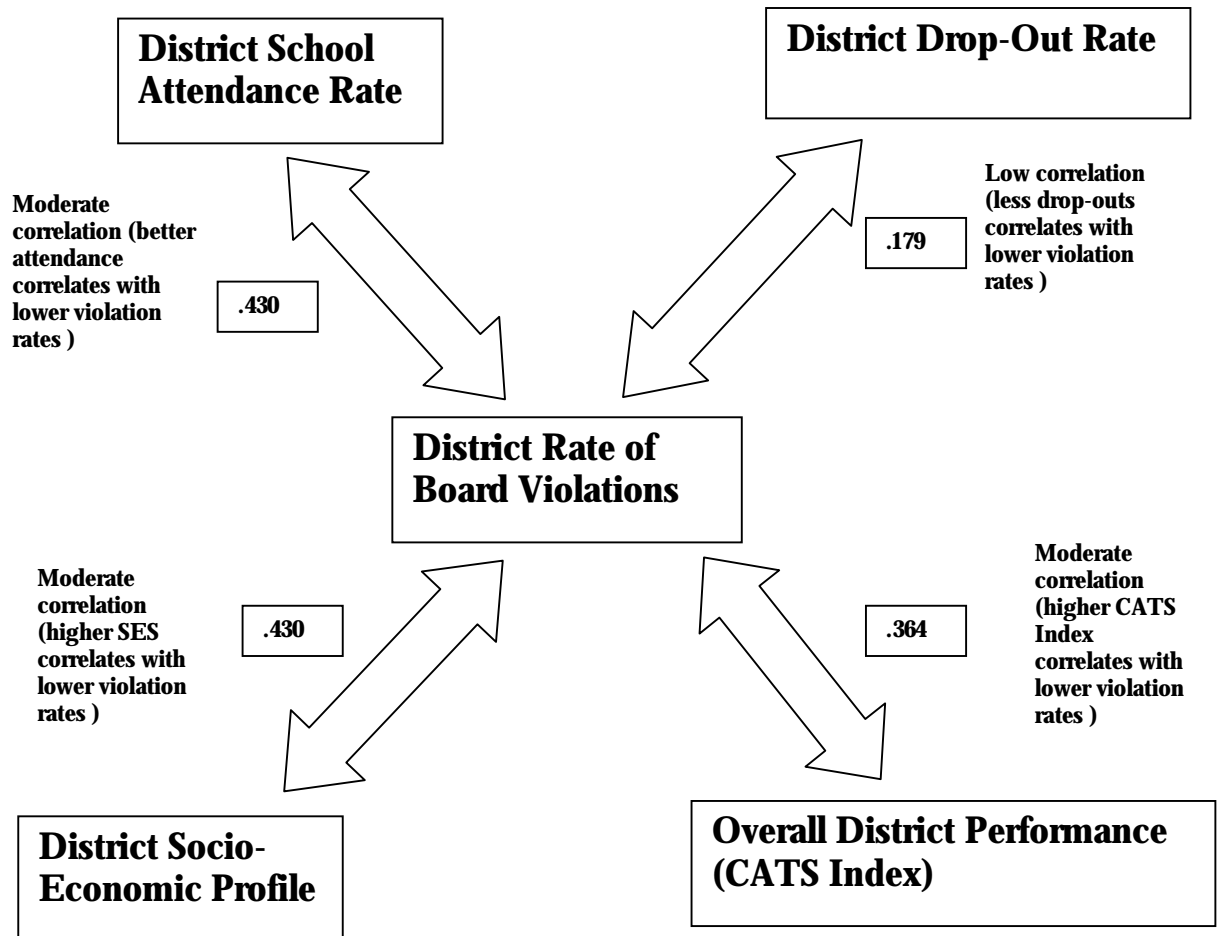 District School
Attendance Rate
District Drop-Out Rate
Moderate
correlation (better
attendance
correlates with
lower violation
rates )
.430
.179
Low correlation
(less drop-outs
correlates with
lower violation
rates )
District Rate of
Board Violations
Moderate
correlation
(higher SES
correlates with
lower violation
rates )
.430
.364
Moderate
correlation
(higher CATS
Index
correlates with
lower violation
rates )
District Socio-
Economic Profile
Overall District Performance
(CATS Index)